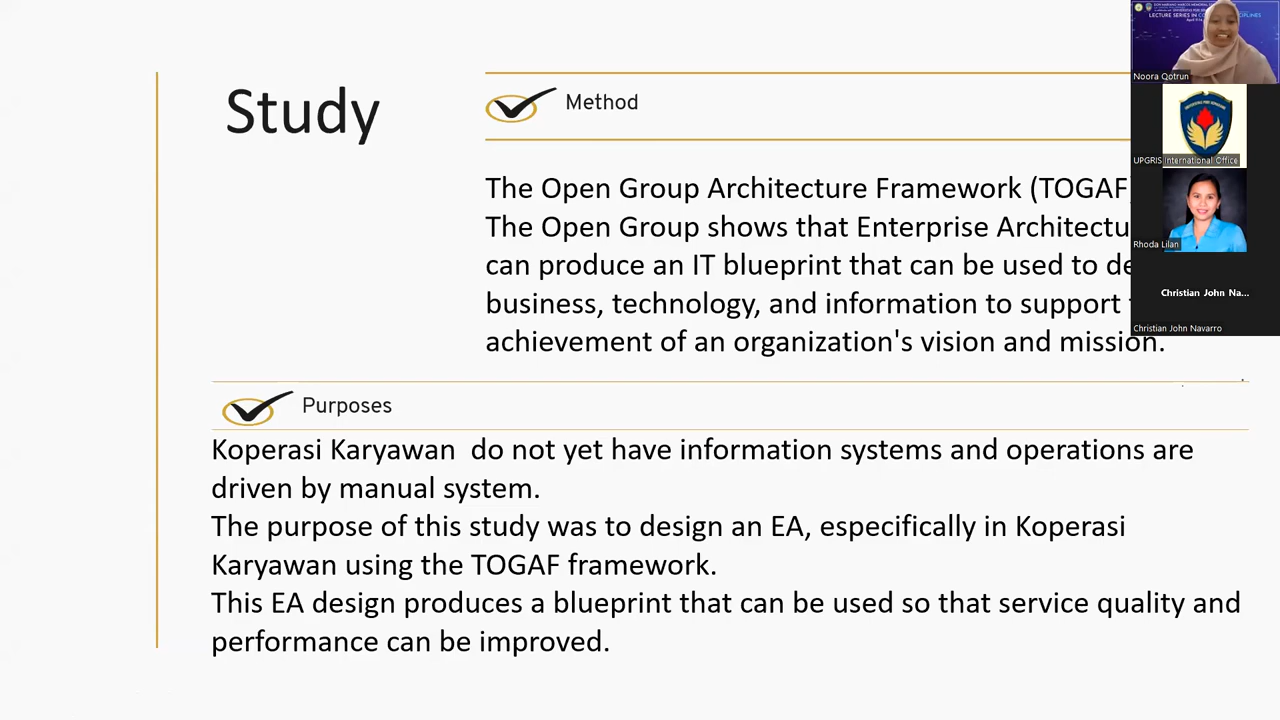 Study
Method
The Open Group Architecture Framework (TOGAF)
The Open Group shows that Enterprise
can produce an IT blueprint that can be used to
business, technology, and information to support
achievement of an organization's vision and mission.
Purposes
Koperasi Karyawan do not yet have information systems and operations are
driven by manual system.
The purpose of this study was to design an EA, especifically in Koperasi
Karyawan using the TOGAF framework.
This EA design produces a blueprint that can be used so that service quality and
performance can be improved.
LECTURE SERIES IN
Noora Qotrun
UPGRIS International Office
Rhoda Lilan
Christian John Na...
Christian John Navarro